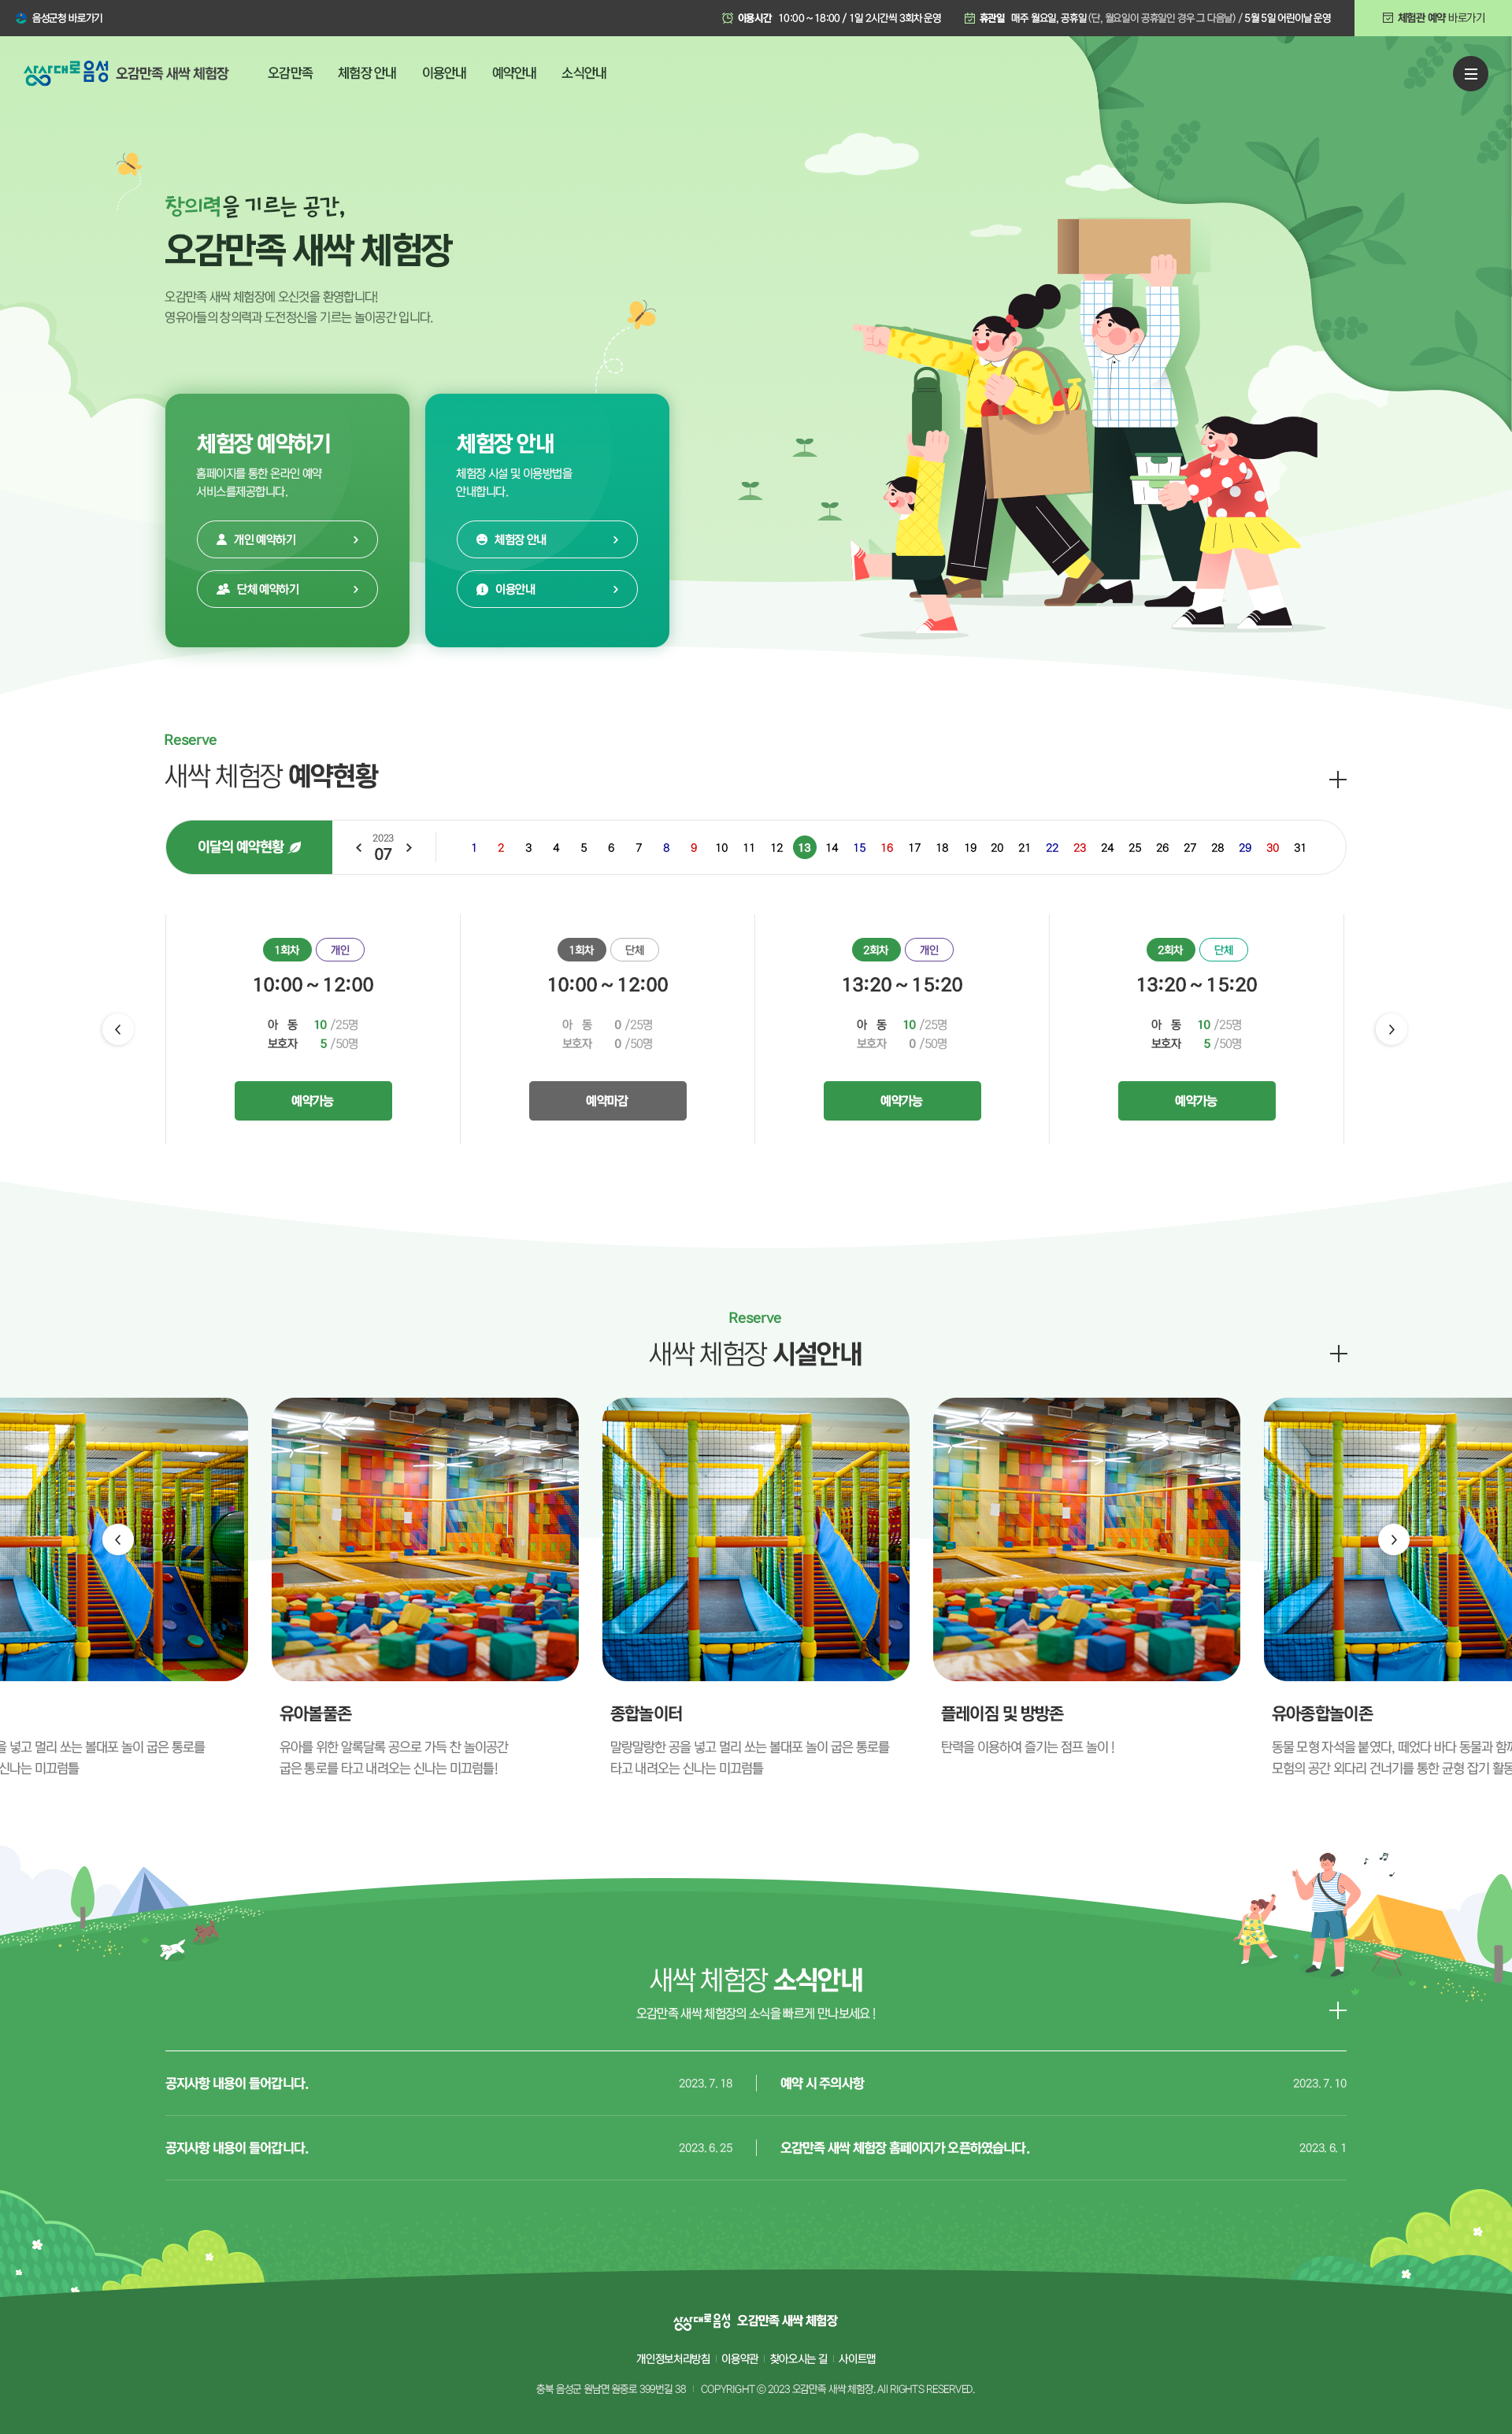 음성군청 바로가기
이용시간 10:00 ~ 18:00 / 1일 2시간씩 3회차 운영
휴관일 매주 월요일, 공휴일 (단, 월요일이 공휴일인 경우 그 다음날) / 5월 5일 어린이날 운영
체험관 예약 바로가기
상상대로 음성 오감만족 새싹 체험장
오감만족 체험장 안내 이용안내 예약안내 소식안내
창의력을 기르는 공간,
오감만족 새싹 체험장
오감만족 새싹 체험장에 오신것을 환영합니다!
영유아들의 창의력과 도전정신을 기르는 놀이공간 입니다.
체험장 예약하기
홈페이지를 통한 온라인 예약
서비스를제공합니다.
개인 예약하기
단체 예약하기
체험장 안내
체험장 시설 및 이용방법을
안내합니다.
체험장 안내
이용안내
Reserve
새싹 체험장 예약현황
이달의 예약현황
2023
07
1 2 3 4 5 6 7 8 9 10 11 12 13 14 15 16 17 18 19 20 21 22 23 24 25 26 27 28 29 30 31
1회차 개인
10:00 ~ 12:00
아 동 10 /25명
보호자 5 /50명
예약가능
1회차 단체
10:00 ~ 12:00
아 동 0 /25명
보호자 0 /50명
예약마감
2회차 개인
13:20 ~ 15:20
아 동 10 /25명
보호자 0 /50명
예약가능
2회차 단체
13:20 ~ 15:20
아 동 10 /25명
보호자 5 /50명
예약가능
Reserve
새싹 체험장 시설안내
을 넣고 멀리 쏘는 볼대포 놀이 굽은 통로를
신나는 미끄럼틀
유아볼풀존
유아를 위한 알록달록 공으로 가득 찬 놀이공간
굽은 통로를 타고 내려오는 신나는 미끄럼틀!
종합놀이터
말랑말랑한 공을 넣고 멀리 쏘는 볼대포 놀이 굽은 통로를
타고 내려오는 신나는 미끄럼틀
플레이짐 및 방방존
탄력을 이용하여 즐기는 점프 놀이 !
유아종합놀이존
동물 모형 자석을 붙였다, 떼었다 바다 동물과 함께
모험의 공간 외다리 건너기를 통한 균형 잡기 활동
새싹 체험장 소식안내
오감만족 새싹 체험장의 소식을 빠르게 만나보세요 !
공지사항 내용이 들어갑니다. 2023. 7. 18
예약 시 주의사항 2023. 7. 10
공지사항 내용이 들어갑니다. 2023. 6. 25
오감만족 새싹 체험장 홈페이지가 오픈하였습니다. 2023. 6. 1
상상대로 음성 오감만족 새싹 체험장
개인정보처리방침 이용약관 찾아오시는 길 사이트맵
충북 음성군 원남면 원중로 399번길 38 COPYRIGHT ⓒ 2023 오감만족 새싹 체험장. All RIGHTS RESERVED.